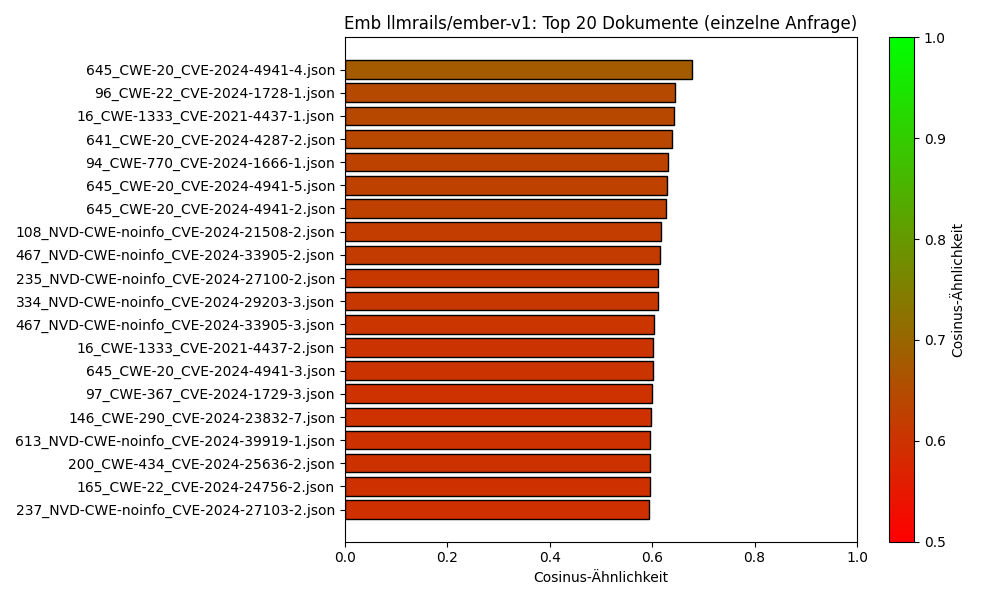 Emb llmrails/ember-v1: Top 20 Dokumente (einzelne Anfrage)
645_CWE-20_CVE-2024-4941-4.json
96_CWE-22_CVE-2024-1728-1.json
16_CWE-1333_CVE-2021-4437-1.json
641_CWE-20_CVE-2024-4287-2.json
94_CWE-770_CVE-2024-1666-1.json
645_CWE-20_CVE-2024-4941-5.json
645_CWE-20_CVE-2024-4941-2.json
108_NVD-CWE-noinfo_CVE-2024-21508-2.json
467_NVD-CWE-noinfo_CVE-2024-33905-2.json
235_NVD-CWE-noinfo_CVE-2024-27100-2.json
334_NVD-CWE-noinfo_CVE-2024-29203-3.json
467_NVD-CWE-noinfo_CVE-2024-33905-3.json
16_CWE-1333_CVE-2021-4437-2.json
645_CWE-20_CVE-2024-4941-3.json
97_CWE-367_CVE-2024-1729-3.json
146_CWE-290_CVE-2024-23832-7.json
613_NVD-CWE-noinfo_CVE-2024-39919-1.json
200_CWE-434_CVE-2024-25636-2.json
165_CWE-22_CVE-2024-24756-2.json
237_NVD-CWE-noinfo_CVE-2024-27103-2.json
0.0 0.2 0.4 0.6 0.8 1.0
Cosinus-Ähnlichkeit
1.0
0.9
0.8
0.7
0.6
0.5
Cosinus-Ähnlichkeit